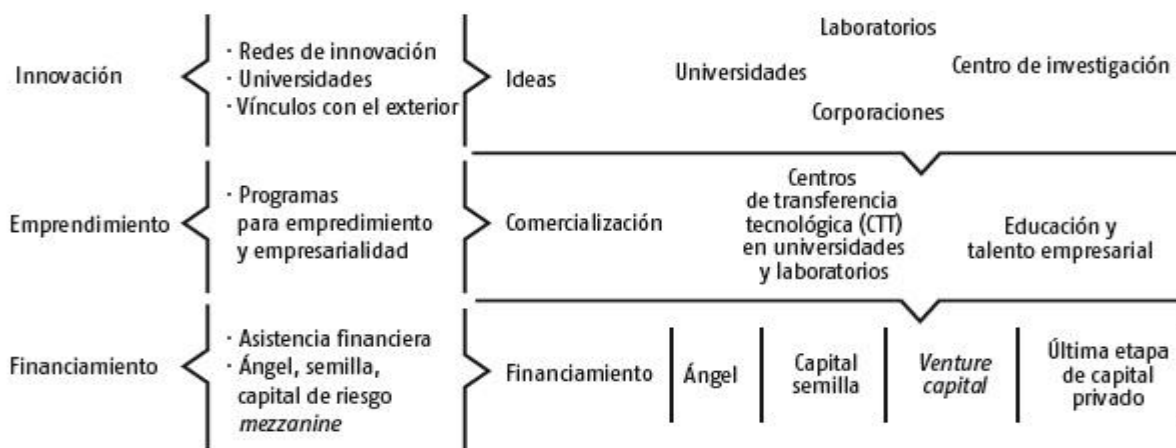 Innovación
· Redes de innovación
· Universidades
· Vínculos con el exterior
Ideas
Laboratorios
Universidades
Centro de investigación
Corporaciones
Emprendimiento
· Programas
para empredimiento
y empresarialidad
Comercialización
Centros
de transferencia
tecnológica (CTT)
en universidades
y laboratorios
Educación y
talento empresarial
Financiamiento
· Asistencia financiera
· Ángel, semilla,
capital de riesgo
mezzanine
Financiamiento
Ángel
Capital
semilla
Venture
capital
Última etapa
de capital
privado